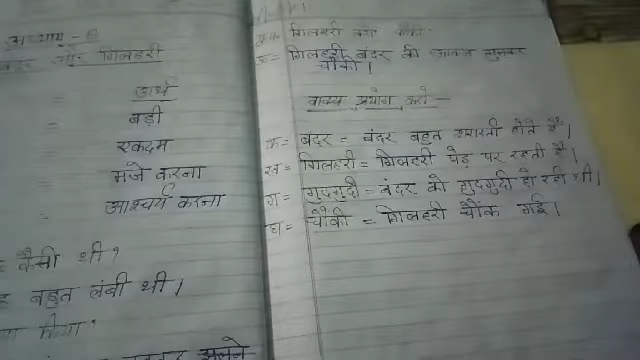 अध्याय - 6
बंदर और गिलहरी
= अर्थ
= बड़ी
= एकदम
= मजे करना
= आश्चर्य करना
कैसी थी?
बहुत लंबी थी।
किया?
गिलहरी क्यों चौंकी
गिलहरी बंदर की आवाज सुनकर
चौंकी।
वाक्य प्रयोग करो -
क = बंदर = बंदर बहुत शरारती होते हैं।
ख = गिलहरी = गिलहरी पेड़ पर रहती है।
ग = गुदगुदी = बंदर को गुदगुदी हो रही थी।
घ = चौंकी = गिलहरी चौंक गई।